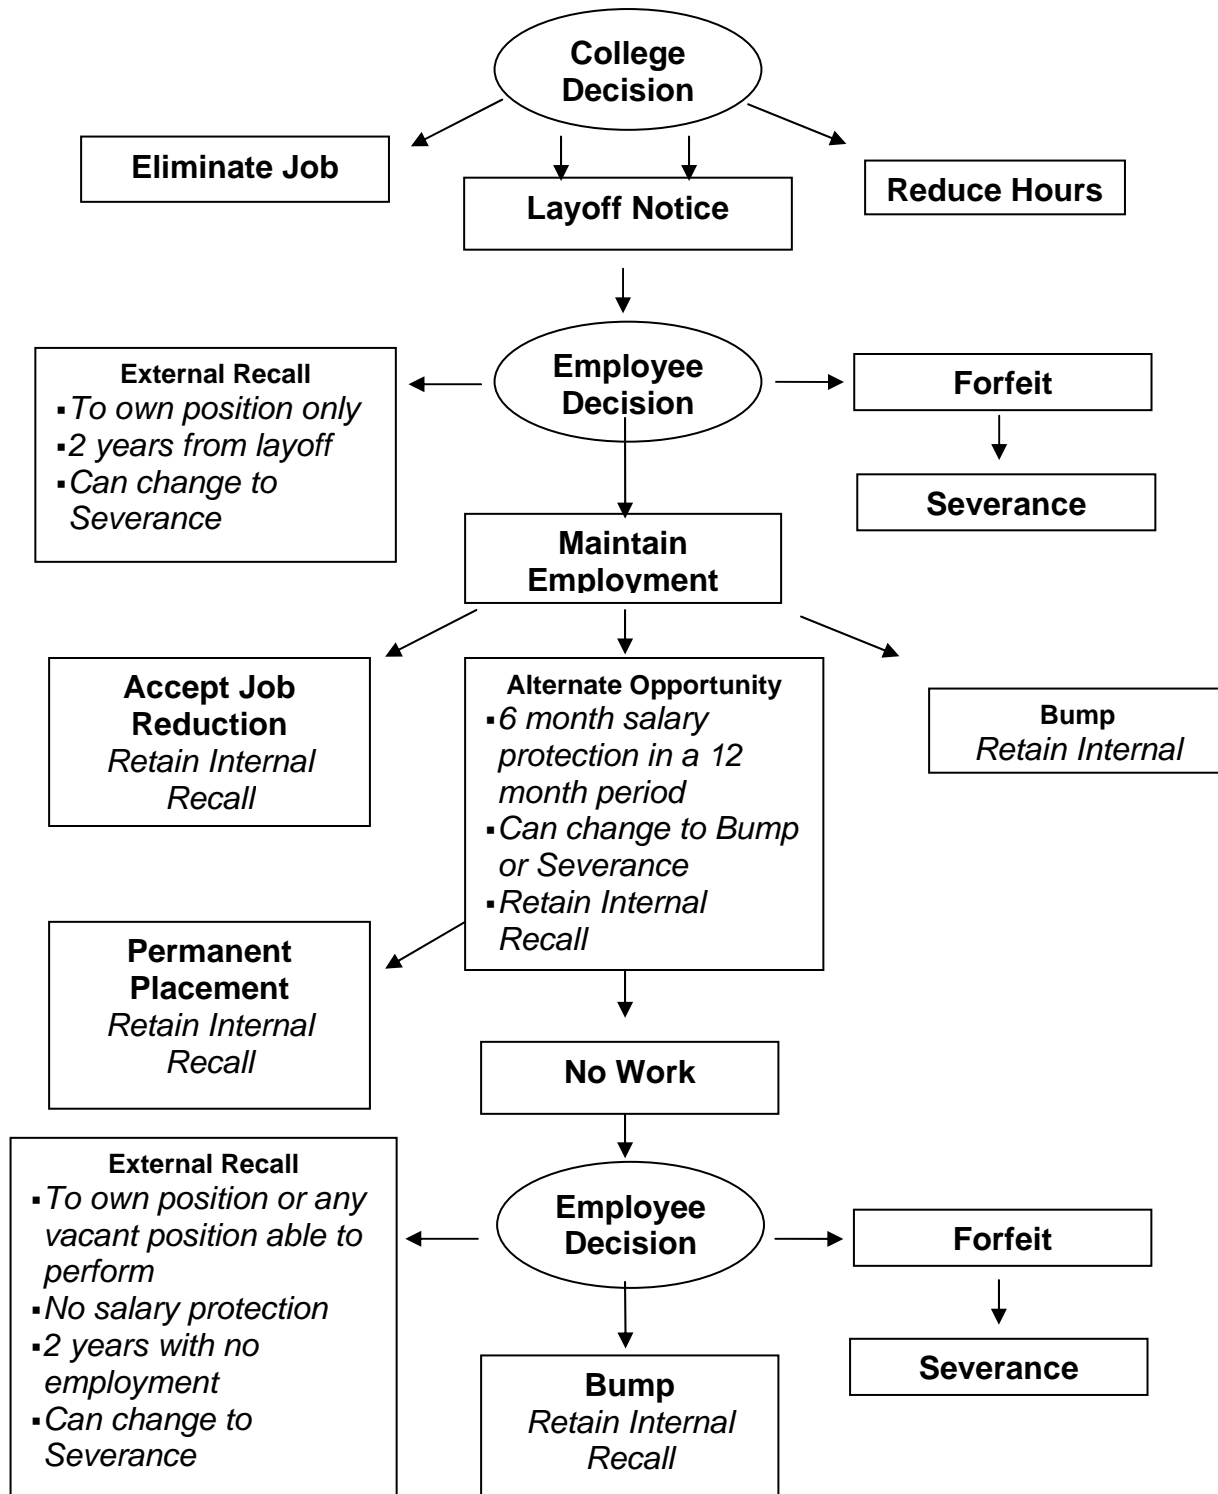 College
Decision
Eliminate Job
Layoff Notice
Reduce Hours
External Recall
▪To own position only
▪2 years from layoff
▪Can change to
Severance
Employee
Decision
Forfeit
Severance
Maintain
Employment
Accept Job
Reduction
Retain Internal
Recall
Alternate Opportunity
▪6 month salary
protection in a 12
month period
▪Can change to Bump
or Severance
▪Retain Internal
Recall
Bump
Retain Internal
Permanent
Placement
Retain Internal
Recall
No Work
External Recall
▪To own position or any
vacant position able to
perform
▪No salary protection
▪2 years with no
employment
▪Can change to
Severance
Employee
Decision
Forfeit
Severance
Bump
Retain Internal
Recall